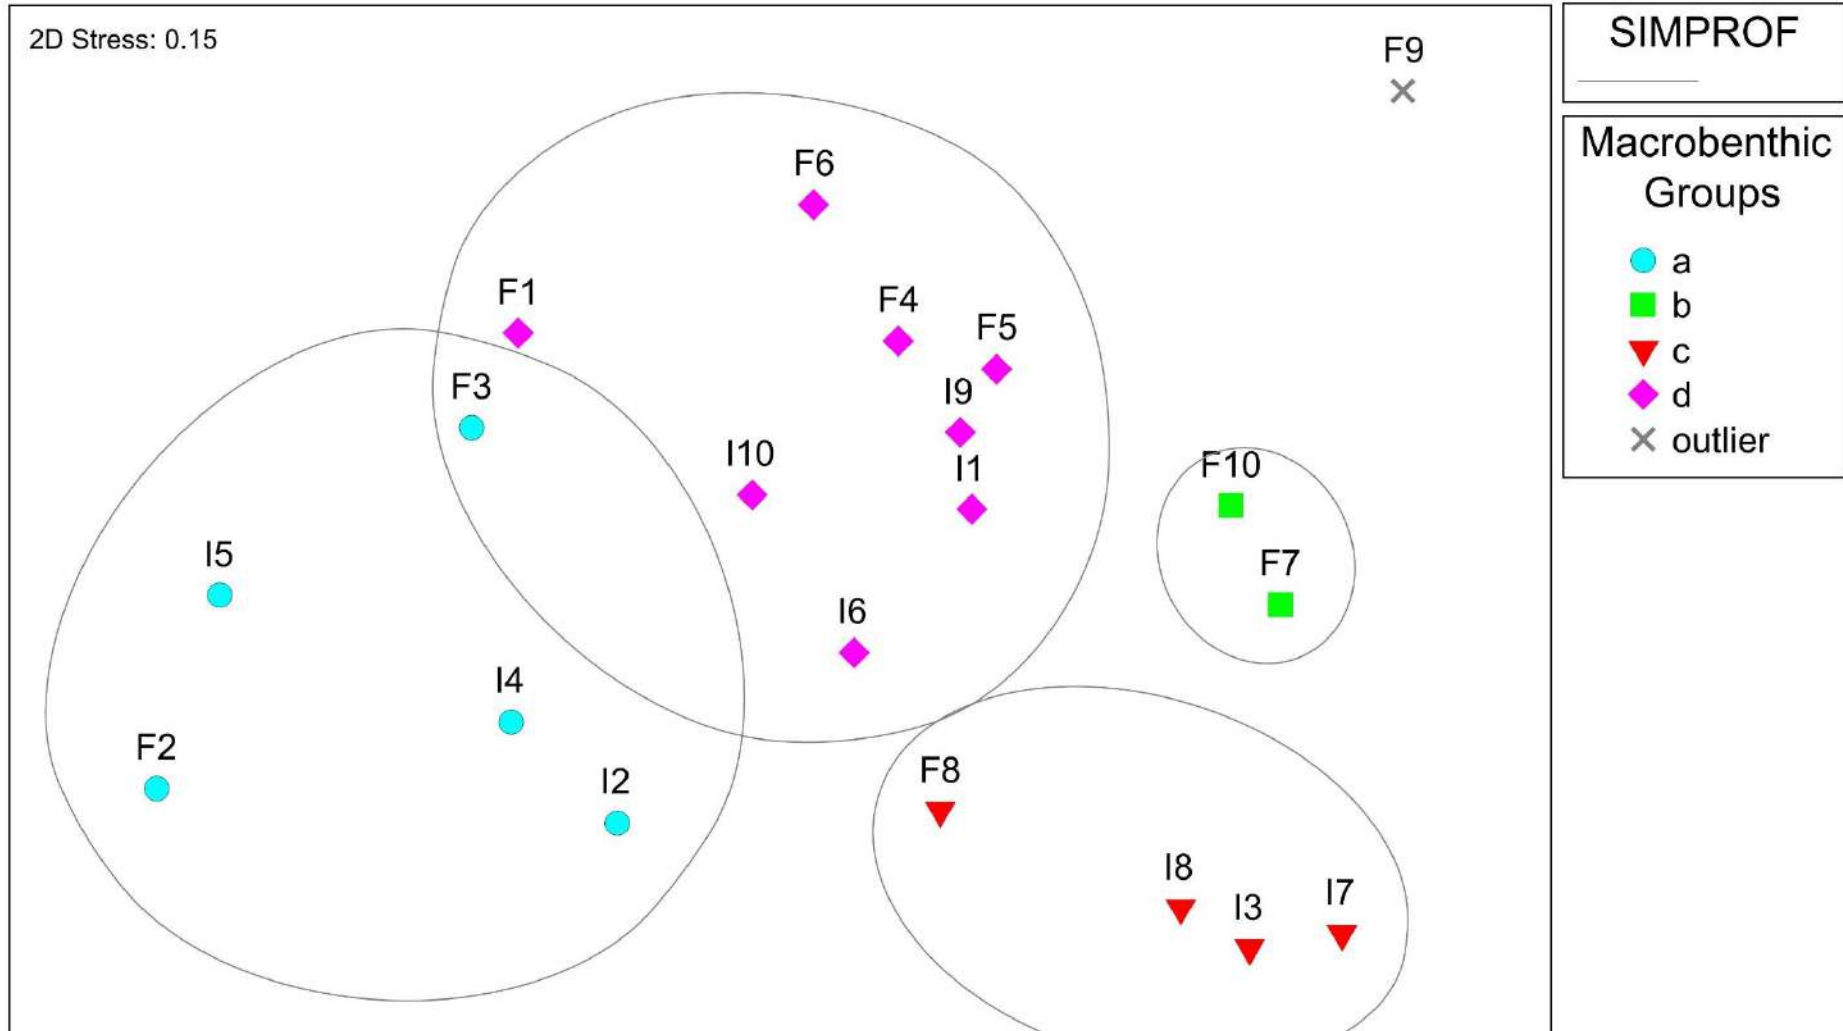 2D Stress: 0.15
F9
F6
F1
F4
F5
F3
I9
I10
I1
F10
I5
F7
I6
I4
F2
F8
I2
I8
I7
I3
SIMPROF
Macrobenthic
Groups
a
b
c
d
outlier